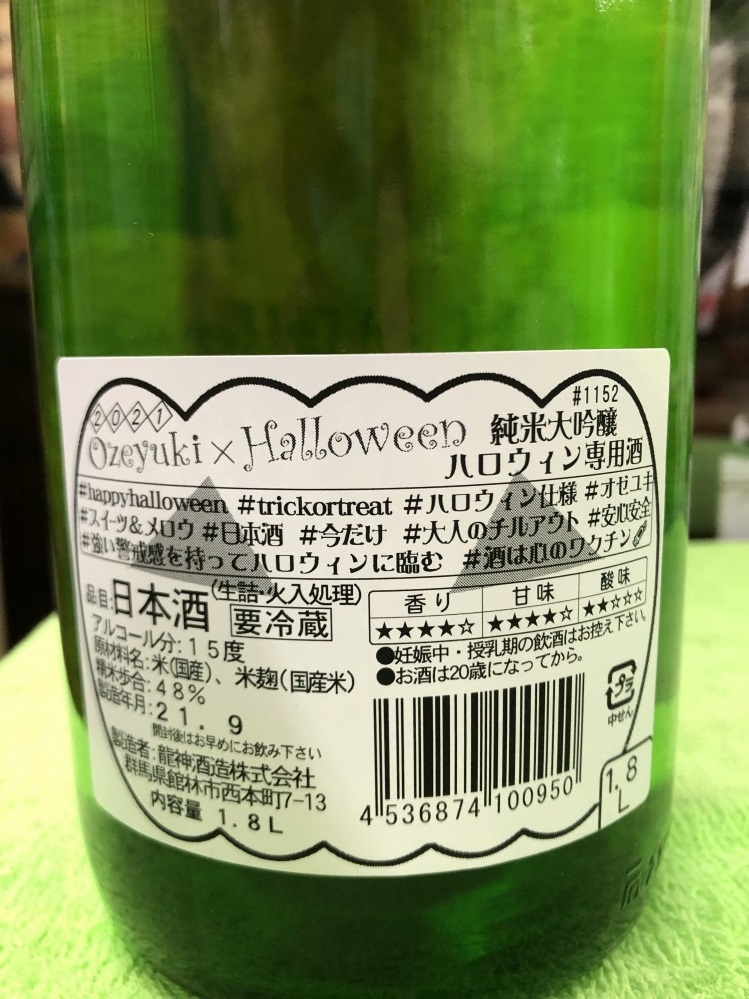 #1152
2021
Ozeyuki×Halloween 純米大吟醸
ハロウィン専用酒
#happyhalloween #trickortreat #ハロウィン仕様 #オゼユキ
#スイーツ&メロウ #日本酒 #今だけ #大人のチルアウト #安心安全
#強い警戒感を持ってハロウィンに臨む #酒は心のワクチン
品目:日本酒(生詰・火入処理)
要冷蔵
アルコール分:15度
原材料名:米(国産)、米麹(国産米)
精米歩合:48%
製造年月:21.9
開封後はお早めにお飲み下さい
製造者:龍神酒造株式会社
群馬県館林市西本町7-13
内容量 1.8L
香り 甘味 酸味
★★★★☆ ★★★★☆ ★★☆☆☆
●妊娠中・授乳期の飲酒はお控え下さい。
●お酒は20歳になってから。
プラ
中せん
4 536874 100950
1.8
L